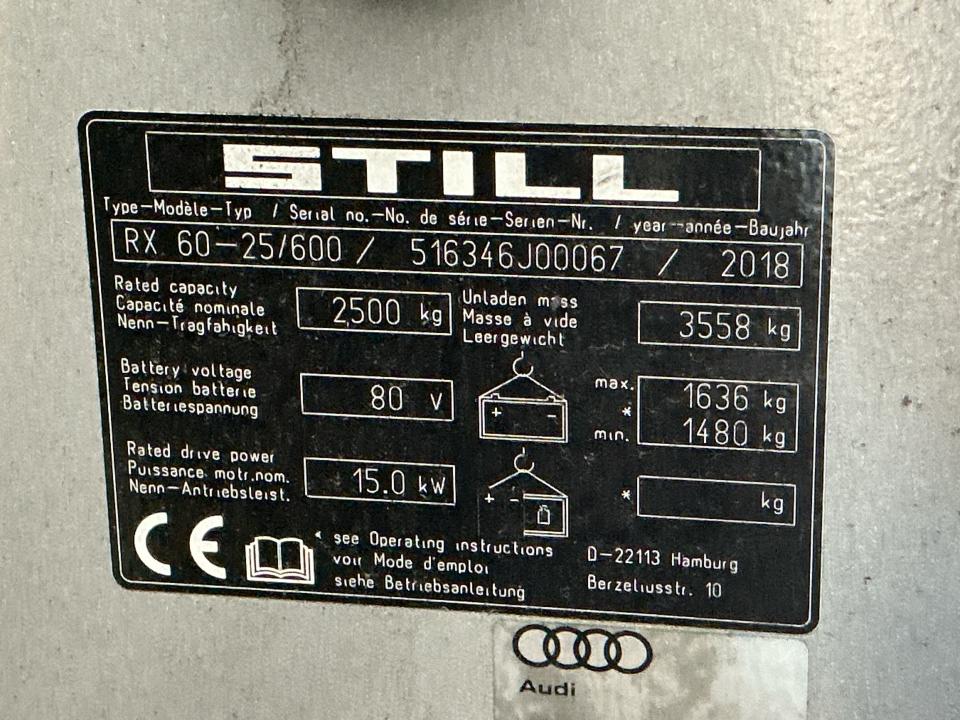 STILL
Type-Modèle-Typ / Serial no.-No. de série-Serien-Nr. / year-année-Baujahr
RX 60-25/600 / 516346J00067 / 2018
Rated capacity
Capacité nominale
Nenn-Tragfähigkeit
2500 kg
Unladen mass
Masse à vide
Leergewicht
3558 kg
Battery voltage
Tension batterie
Batteriespannung
80 V
+ -
max.
*
min.
1636 kg
1480 kg
Rated drive power
Puissance motr.nom.
Nenn-Antriebsleist.
15.0 kW
+ -
* kg
CE
* see Operating instructions
voir Mode d'emploi
siehe Betriebsanleitung
D-22113 Hamburg
Berzeliusstr. 10
Audi